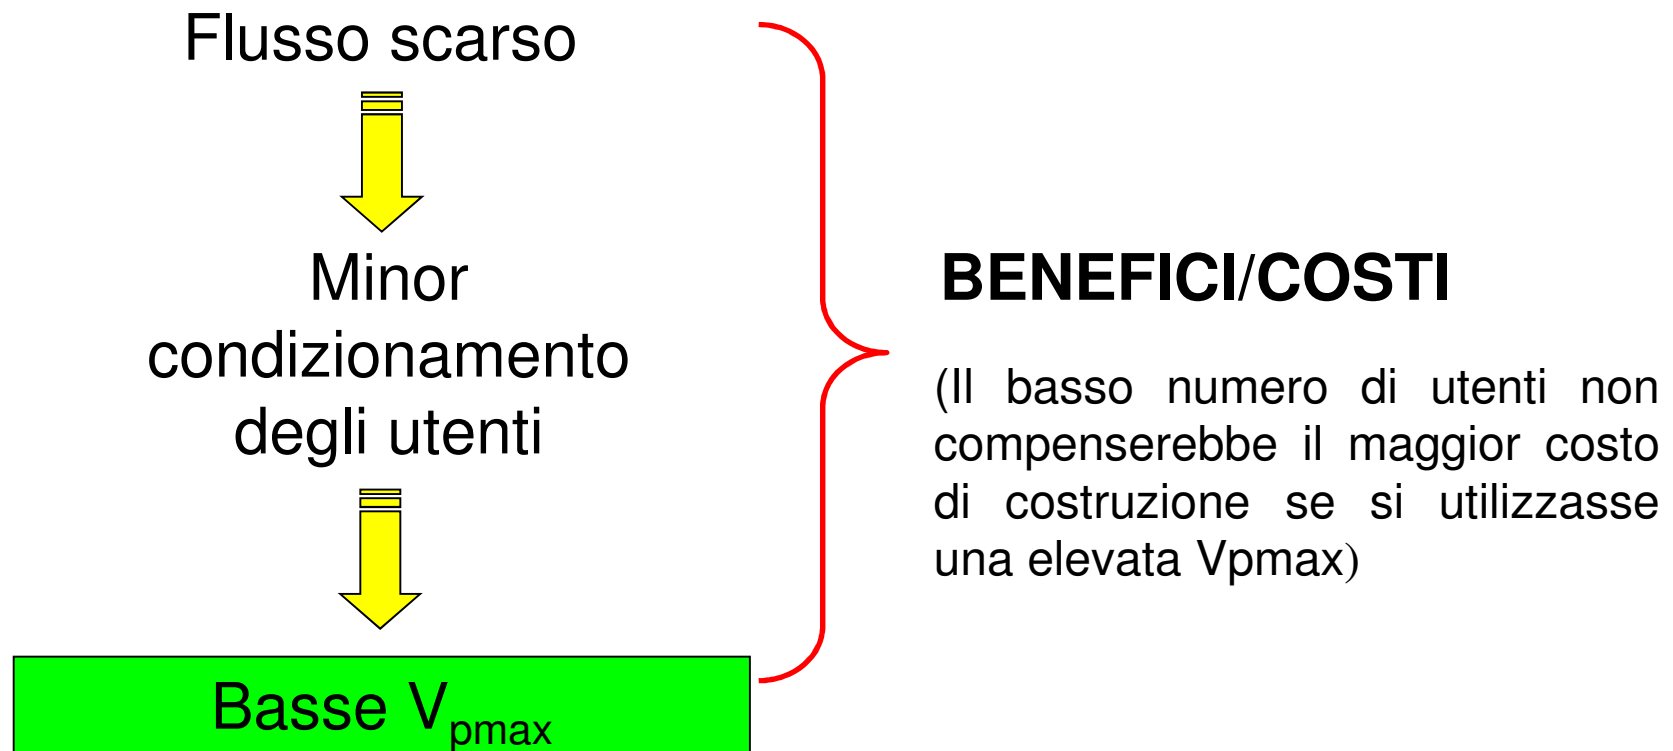 Flusso scarso
Minor
condizionamento
degli utenti
Basse Vpmax
BENEFICI/COSTI
(Il basso numero di utenti non
compenserebbe il maggior costo
di costruzione se si utilizzasse
una elevata Vpmax)